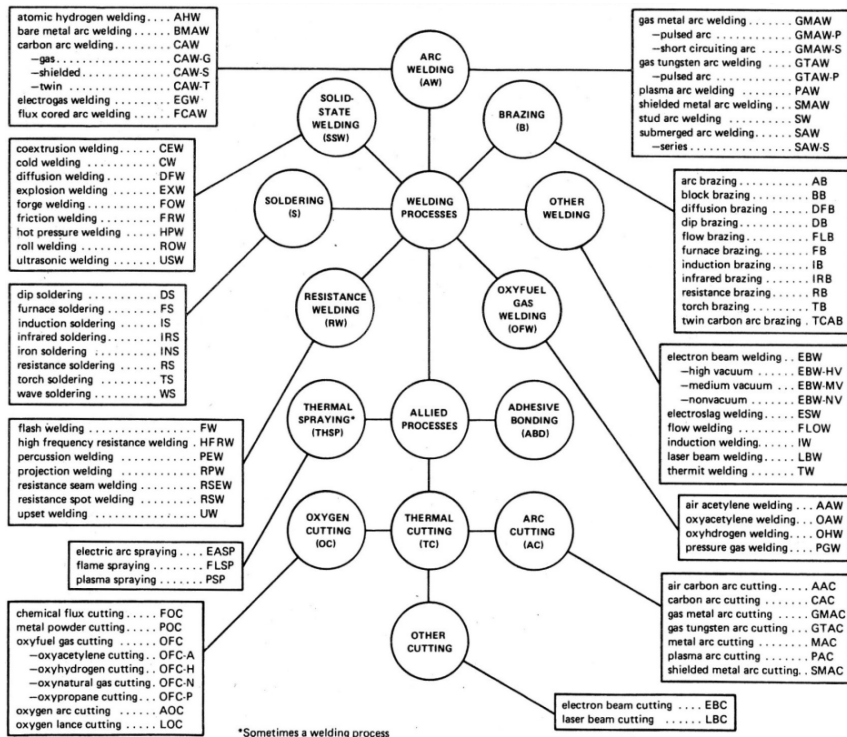 atomic hydrogen welding .... AHW
bare metal arc welding ...... BMAW
carbon arc welding ......... CAW
—gas ............... CAW-G
—shielded ........... CAW-S
—twin .............. CAW-T
electrogas welding ......... EGW
flux cored arc welding ...... FCAW
ARC
WELDING
(AW)
gas metal arc welding ....... GMAW
—pulsed arc ........ GMAW-P
—short circuiting arc .. GMAW-S
gas tungsten arc welding .... GTAW
—pulsed arc ........ GTAW-P
plasma arc welding ........ PAW
shielded metal arc welding ... SMAW
stud arc welding .......... SW
submerged arc welding ...... SAW
—series ............. SAW-S
SOLID-
STATE
WELDING
(SSW)
BRAZING
(B)
coextrusion welding ...... CEW
cold welding ............ CW
diffusion welding ........ DFW
explosion welding ....... EXW
forge welding ........... FOW
friction welding ......... FRW
hot pressure welding ..... HPW
roll welding ............ ROW
ultrasonic welding ....... USW
SOLDERING
(S)
WELDING
PROCESSES
OTHER
WELDING
arc brazing ............ AB
block brazing .......... BB
diffusion brazing ....... DFB
dip brazing ............ DB
flow brazing ........... FLB
furnace brazing ......... FB
induction brazing ....... IB
infrared brazing ........ IRB
resistance brazing ....... RB
torch brazing .......... TB
twin carbon arc brazing . TCAB
dip soldering ........... DS
furnace soldering ........ FS
induction soldering ...... IS
infrared soldering ....... IRS
iron soldering .......... INS
resistance soldering ...... RS
torch soldering ......... TS
wave soldering .......... WS
RESISTANCE
WELDING
(RW)
OXYFUEL
GAS
WELDING
(OFW)
electron beam welding .. EBW
—high vacuum ..... EBW-HV
—medium vacuum ... EBW-MV
—nonvacuum ...... EBW-NV
electroslag welding ...... ESW
flow welding .......... FLOW
induction welding ....... IW
laser beam welding ...... LBW
thermit welding ........ TW
flash welding ................ FW
high frequency resistance welding . HFRW
percussion welding ........... PEW
projection welding ........... RPW
resistance seam welding ........ RSEW
resistance spot welding ........ RSW
upset welding .............. UW
THERMAL
SPRAYING*
(THSP)
ALLIED
PROCESSES
ADHESIVE
BONDING
(ABD)
air acetylene welding ... AAW
oxyacetylene welding ... OAW
oxyhydrogen welding ... OHW
pressure gas welding ..... PGW
electric arc spraying .... EASP
flame spraying ........ FLSP
plasma spraying ........ PSP
OXYGEN
CUTTING
(OC)
THERMAL
CUTTING
(TC)
ARC
CUTTING
(AC)
air carbon arc cutting ....... AAC
carbon arc cutting ......... CAC
gas metal arc cutting ....... GMAC
gas tungsten arc cutting ..... GTAC
metal arc cutting ......... MAC
plasma arc cutting ......... PAC
shielded metal arc cutting .. SMAC
chemical flux cutting ...... FOC
metal powder cutting ...... POC
oxyfuel gas cutting ........ OFC
—oxyacetylene cutting . OFC-A
—oxyhydrogen cutting . OFC-H
—oxynatural gas cutting . OFC-N
—oxypropane cutting .. OFC-P
oxygen arc cutting ........ AOC
oxygen lance cutting ....... LOC
OTHER
CUTTING
electron beam cutting .... EBC
laser beam cutting ...... LBC
*Sometimes a welding process